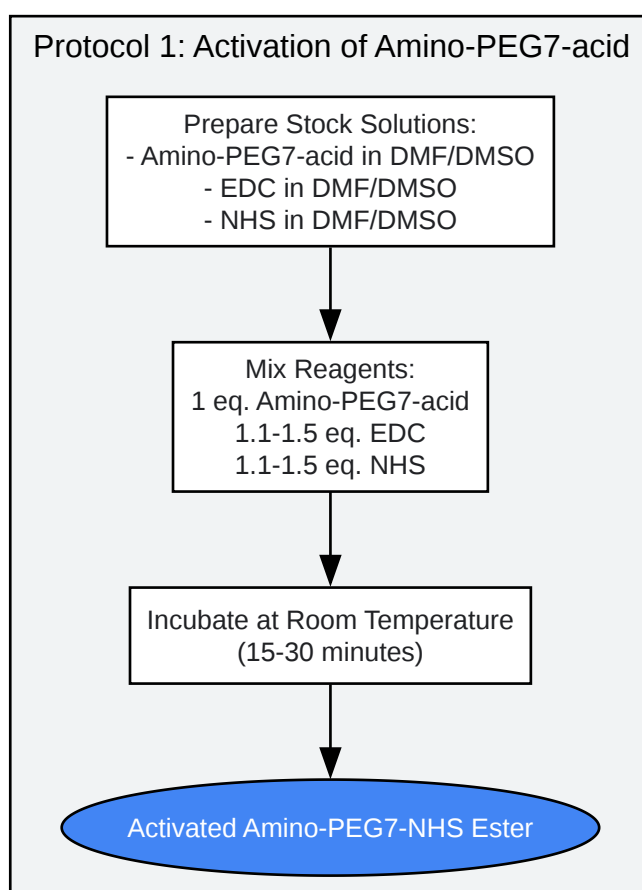 Protocol 1: Activation of Amino-PEG7-acid
Prepare Stock Solutions:
- Amino-PEG7-acid in DMF/DMSO
- EDC in DMF/DMSO
- NHS in DMF/DMSO
Mix Reagents:
1 eq. Amino-PEG7-acid
1.1-1.5 eq. EDC
1.1-1.5 eq. NHS
Incubate at Room Temperature
(15-30 minutes)
Activated Amino-PEG7-NHS Ester